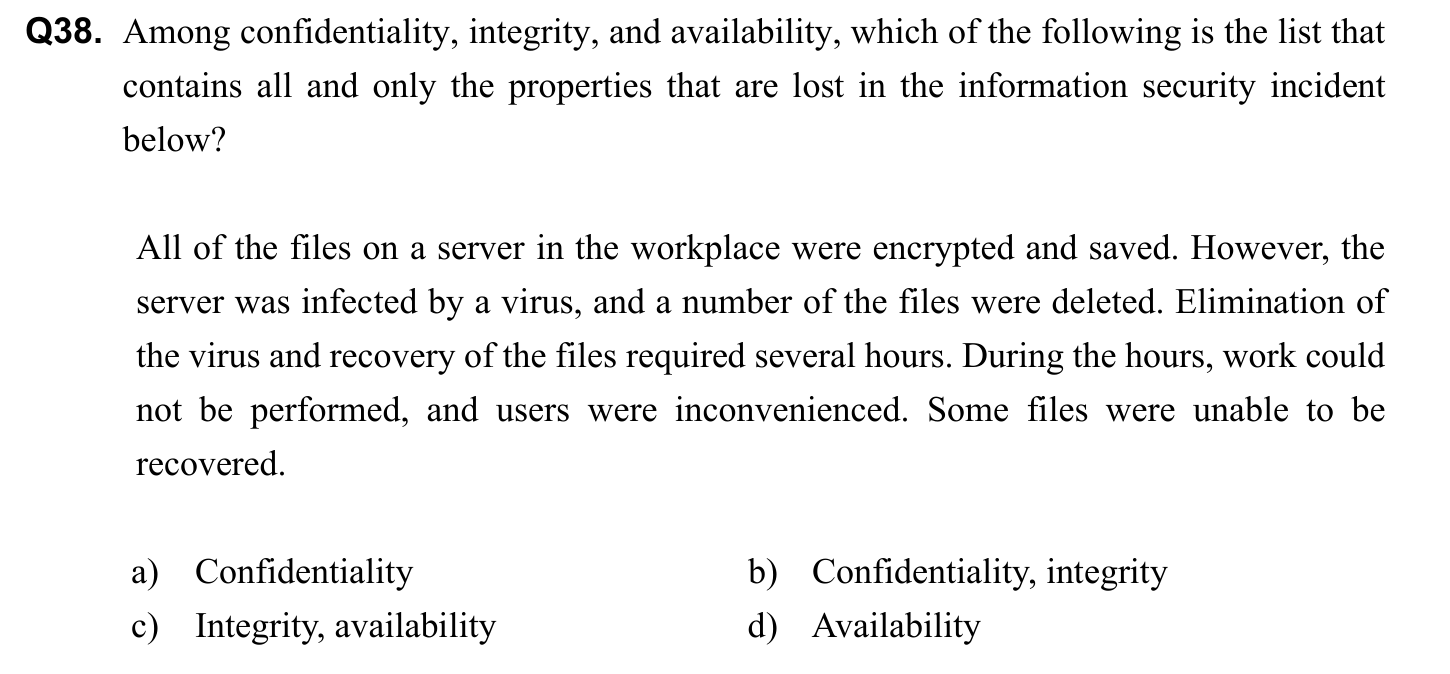 Q38. Among confidentiality, integrity, and availability, which of the following is the list that
contains all and only the properties that are lost in the information security incident
below?
All of the files on a server in the workplace were encrypted and saved. However, the
server was infected by a virus, and a number of the files were deleted. Elimination of
the virus and recovery of the files required several hours. During the hours, work could
not be performed, and users were inconvenienced. Some files were unable to be
recovered.
a) Confidentiality b) Confidentiality, integrity
c) Integrity, availability d) Availability